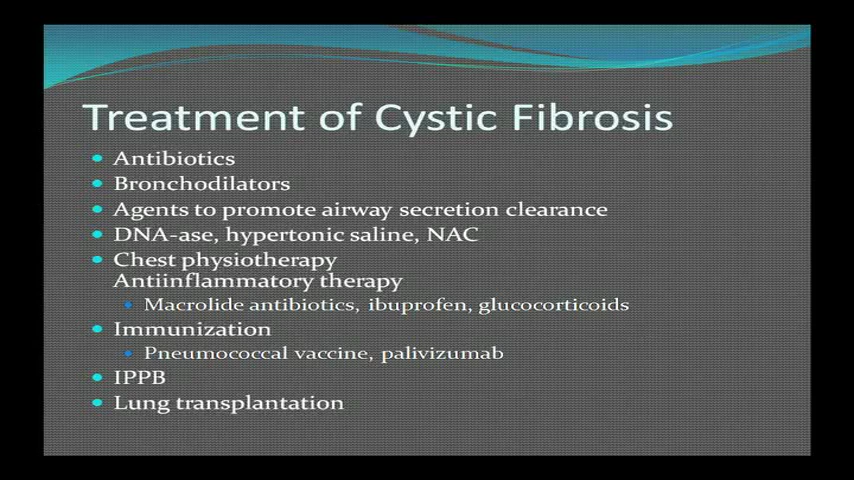 Treatment of Cystic Fibrosis
Antibiotics
Bronchodilators
Agents to promote airway secretion clearance
DNA-ase, hypertonic saline, NAC
Chest physiotherapy
Antiinflammatory therapy
Macrolide antibiotics, ibuprofen, glucocorticoids
Immunization
Pneumococcal vaccine, palivizumab
IPPB
Lung transplantation